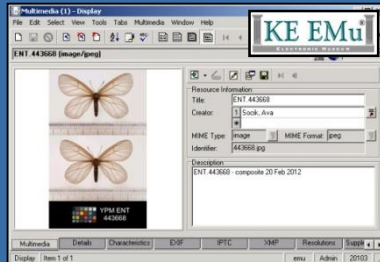 Multimedia (1) - Display
File Edit Select View Tools Tabs Multimedia Window Help
KE EMu
ELECTRONIC MUSEUM
ENT.443668 (image/jpeg)
Resource Information
Title: ENT.443668
Creator: 1 Sook, Ava
*
MIME Type: image MIME Format: jpeg
Identifier: 443668.jpg
Description
ENT.443668 - composite 20 Feb 2012
YPM ENT
443668
Multimedia Details Characteristics EXIF IPTC XMP Resolutions Supple
Display Item 1 of 1 emu Admin 20103